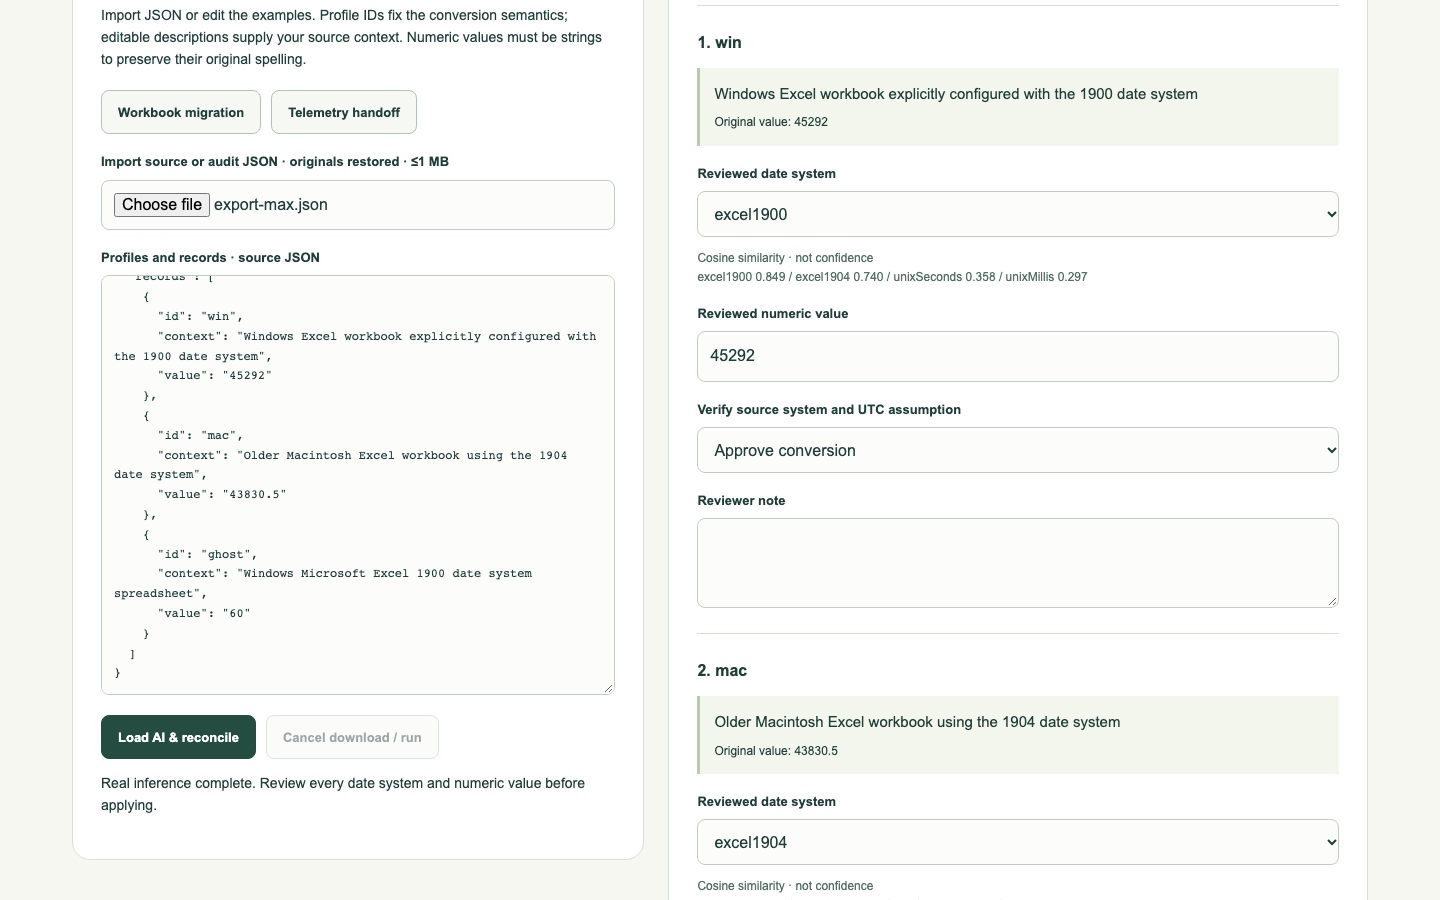 Import JSON or edit the examples. Profile IDs fix the conversion semantics;
editable descriptions supply your source context. Numeric values must be strings
to preserve their original spelling.
Workbook migration
Telemetry handoff
Import source or audit JSON · originals restored · ≤1 MB
Choose file export-max.json
Profiles and records · source JSON
"records": [
{
"id": "win",
"context": "Windows Excel workbook explicitly configured with
the 1900 date system",
"value": "45292"
},
{
"id": "mac",
"context": "Older Macintosh Excel workbook using the 1904
date system",
"value": "43830.5"
},
{
"id": "ghost",
"context": "Windows Microsoft Excel 1900 date system
spreadsheet",
"value": "60"
}
]
}
Load AI & reconcile
Cancel download / run
Real inference complete. Review every date system and numeric value before
applying.
1. win
Windows Excel workbook explicitly configured with the 1900 date system
Original value: 45292
Reviewed date system
excel1900
Cosine similarity · not confidence
excel1900 0.849 / excel1904 0.740 / unixSeconds 0.358 / unixMillis 0.297
Reviewed numeric value
45292
Verify source system and UTC assumption
Approve conversion
Reviewer note
2. mac
Older Macintosh Excel workbook using the 1904 date system
Original value: 43830.5
Reviewed date system
excel1904
Cosine similarity · not confidence